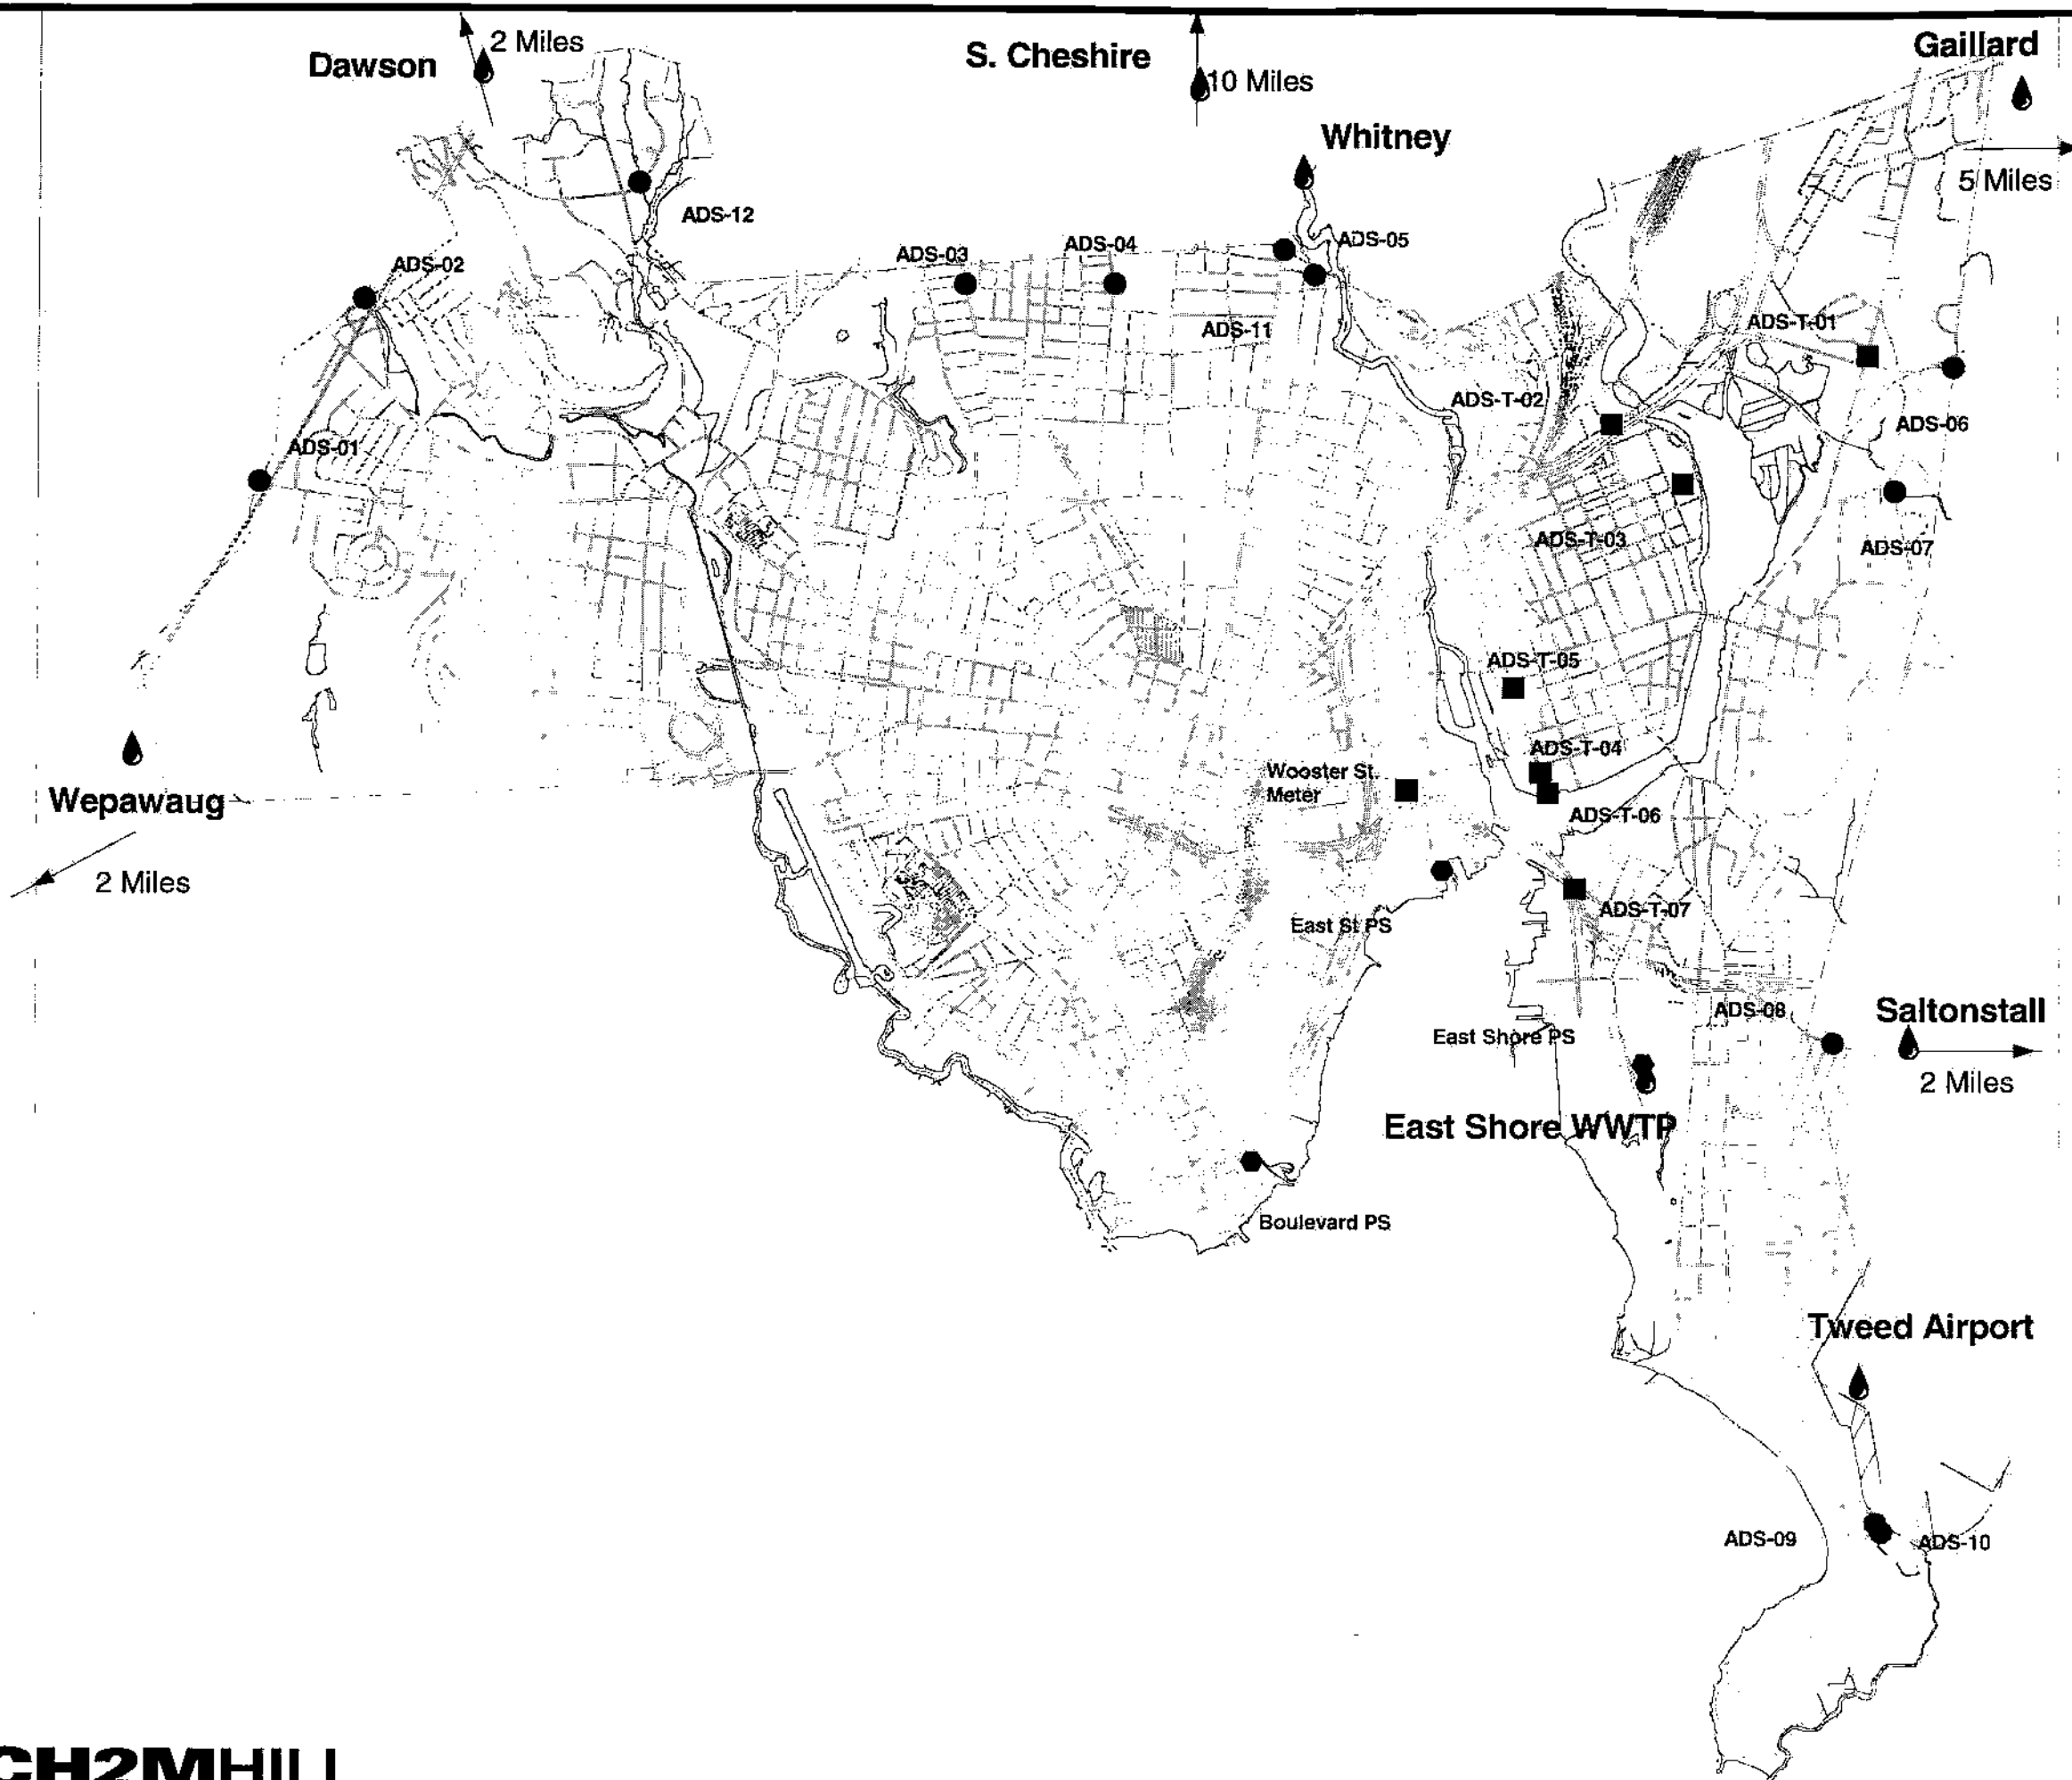 2 Miles
Dawson
S. Cheshire
10 Miles
Gaillard
5 Miles
Whitney
ADS-12
ADS-02
ADS-03
ADS-04
ADS-05
ADS-11
ADS-T-01
ADS-T-02
ADS-06
ADS-01
ADS-T-03
ADS-07
ADS-T-05
ADS-T-04
Wooster St.
Meter
Wepawaug
ADS-T-06
2 Miles
East St PS
ADS-T-07
ADS-08
Saltonstall
East Shore PS
2 Miles
East Shore WWTP
Boulevard PS
Tweed Airport
ADS-09
ADS-10
CH2MHILL